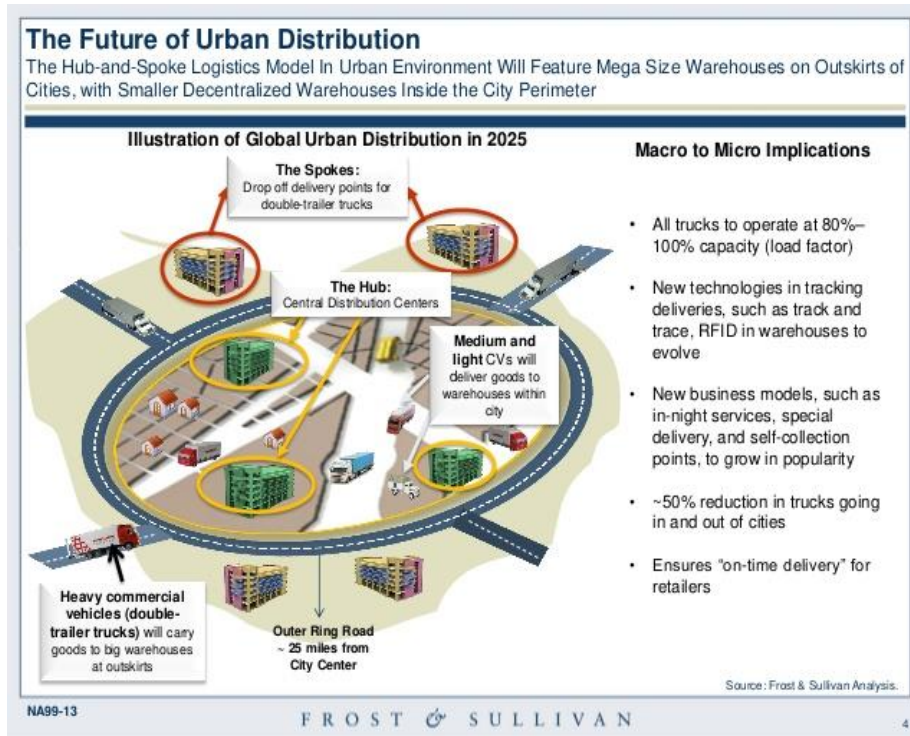 The Future of Urban Distribution
The Hub-and-Spoke Logistics Model In Urban Environment Will Feature Mega Size Warehouses on Outskirts of
Cities, with Smaller Decentralized Warehouses Inside the City Perimeter
Illustration of Global Urban Distribution in 2025
The Spokes:
Drop off delivery points for
double-trailer trucks
The Hub:
Central Distribution Centers
Medium and
light CVs will
deliver goods to
warehouses within
city
Heavy commercial
vehicles (double-
trailer trucks) will carry
goods to big warehouses
at outskirts
Outer Ring Road
~ 25 miles from
City Center
Macro to Micro Implications
• All trucks to operate at 80%–
100% capacity (load factor)
• New technologies in tracking
deliveries, such as track and
trace, RFID in warehouses to
evolve
• New business models, such as
in-night services, special
delivery, and self-collection
points, to grow in popularity
• ~50% reduction in trucks going
in and out of cities
• Ensures “on-time delivery” for
retailers
Source: Frost & Sullivan Analysis.
NA99-13
FROST & SULLIVAN
4